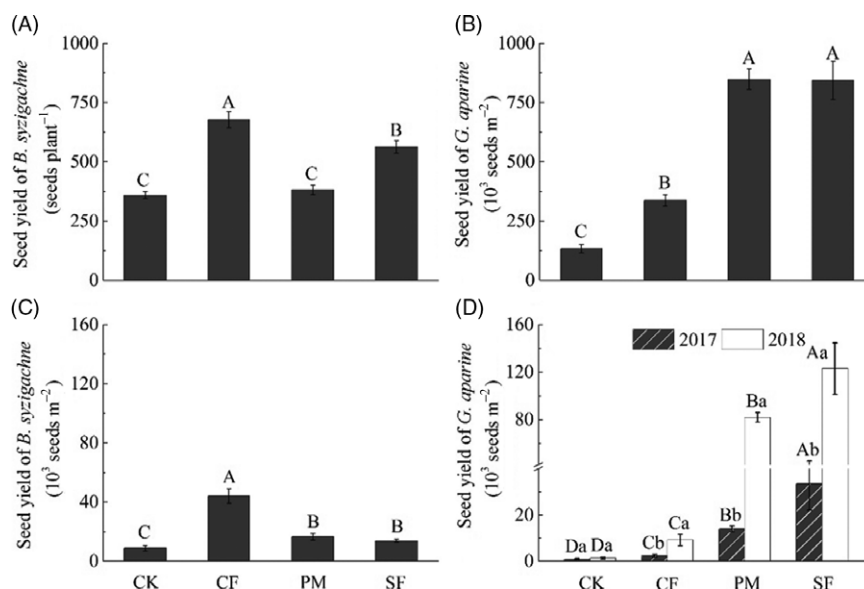 (A)
Seed yield of B. syzigachne
(seeds plant⁻¹)
1000
750
500
250
0
C
A
C
B
(B)
Seed yield of G. aparine
(10³ seeds m⁻²)
1000
750
500
250
0
C
B
A
A
(C)
Seed yield of B. syzigachne
(10³ seeds m⁻²)
160
120
80
40
0
C
A
B
B
CK CF PM SF
(D)
Seed yield of G. aparine
(10³ seeds m⁻²)
160
120
80
40
20
0
2017 2018
Da Da
Cb Ca
Bb Ba
Ab Aa
CK CF PM SF